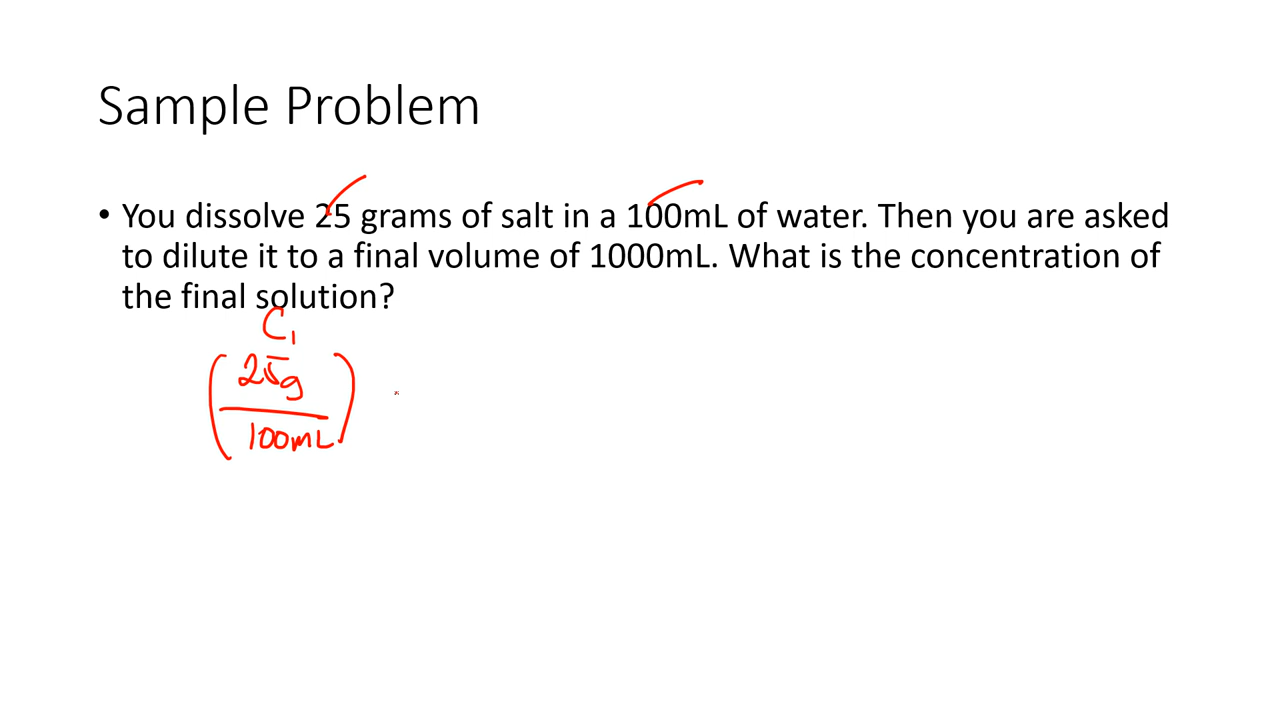 Sample Problem
• You dissolve 25 grams of salt in a 100mL of water. Then you are asked
to dilute it to a final volume of 1000mL. What is the concentration of
the final solution?
C₁
(25g
100mL)